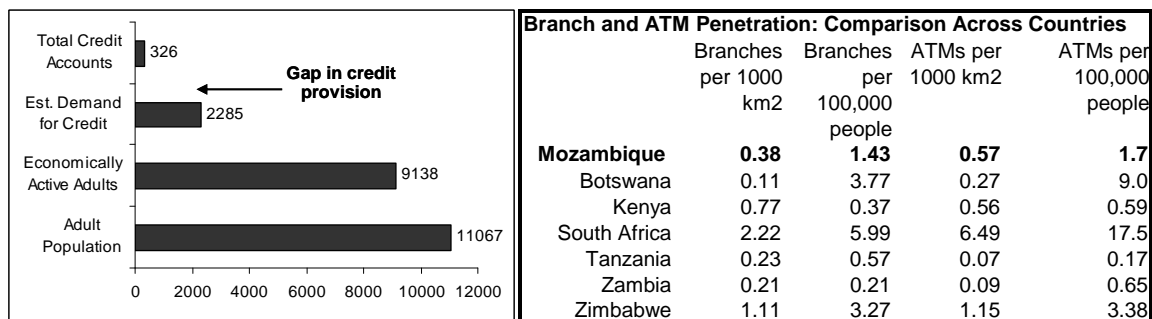 Total Credit
Accounts
326
Gap in credit
provision
Est. Demand
for Credit
2285
Economically
Active Adults
9138
Adult
Population
11067
0 2000 4000 6000 8000 10000 12000
Branch and ATM Penetration: Comparison Across Countries
Branches Branches ATMs per ATMs per
per 1000 per 1000 km2 100,000
km2 100,000 people
people
Mozambique 0.38 1.43 0.57 1.7
Botswana 0.11 3.77 0.27 9.0
Kenya 0.77 0.37 0.56 0.59
South Africa 2.22 5.99 6.49 17.5
Tanzania 0.23 0.57 0.07 0.17
Zambia 0.21 0.21 0.09 0.65
Zimbabwe 1.11 3.27 1.15 3.38